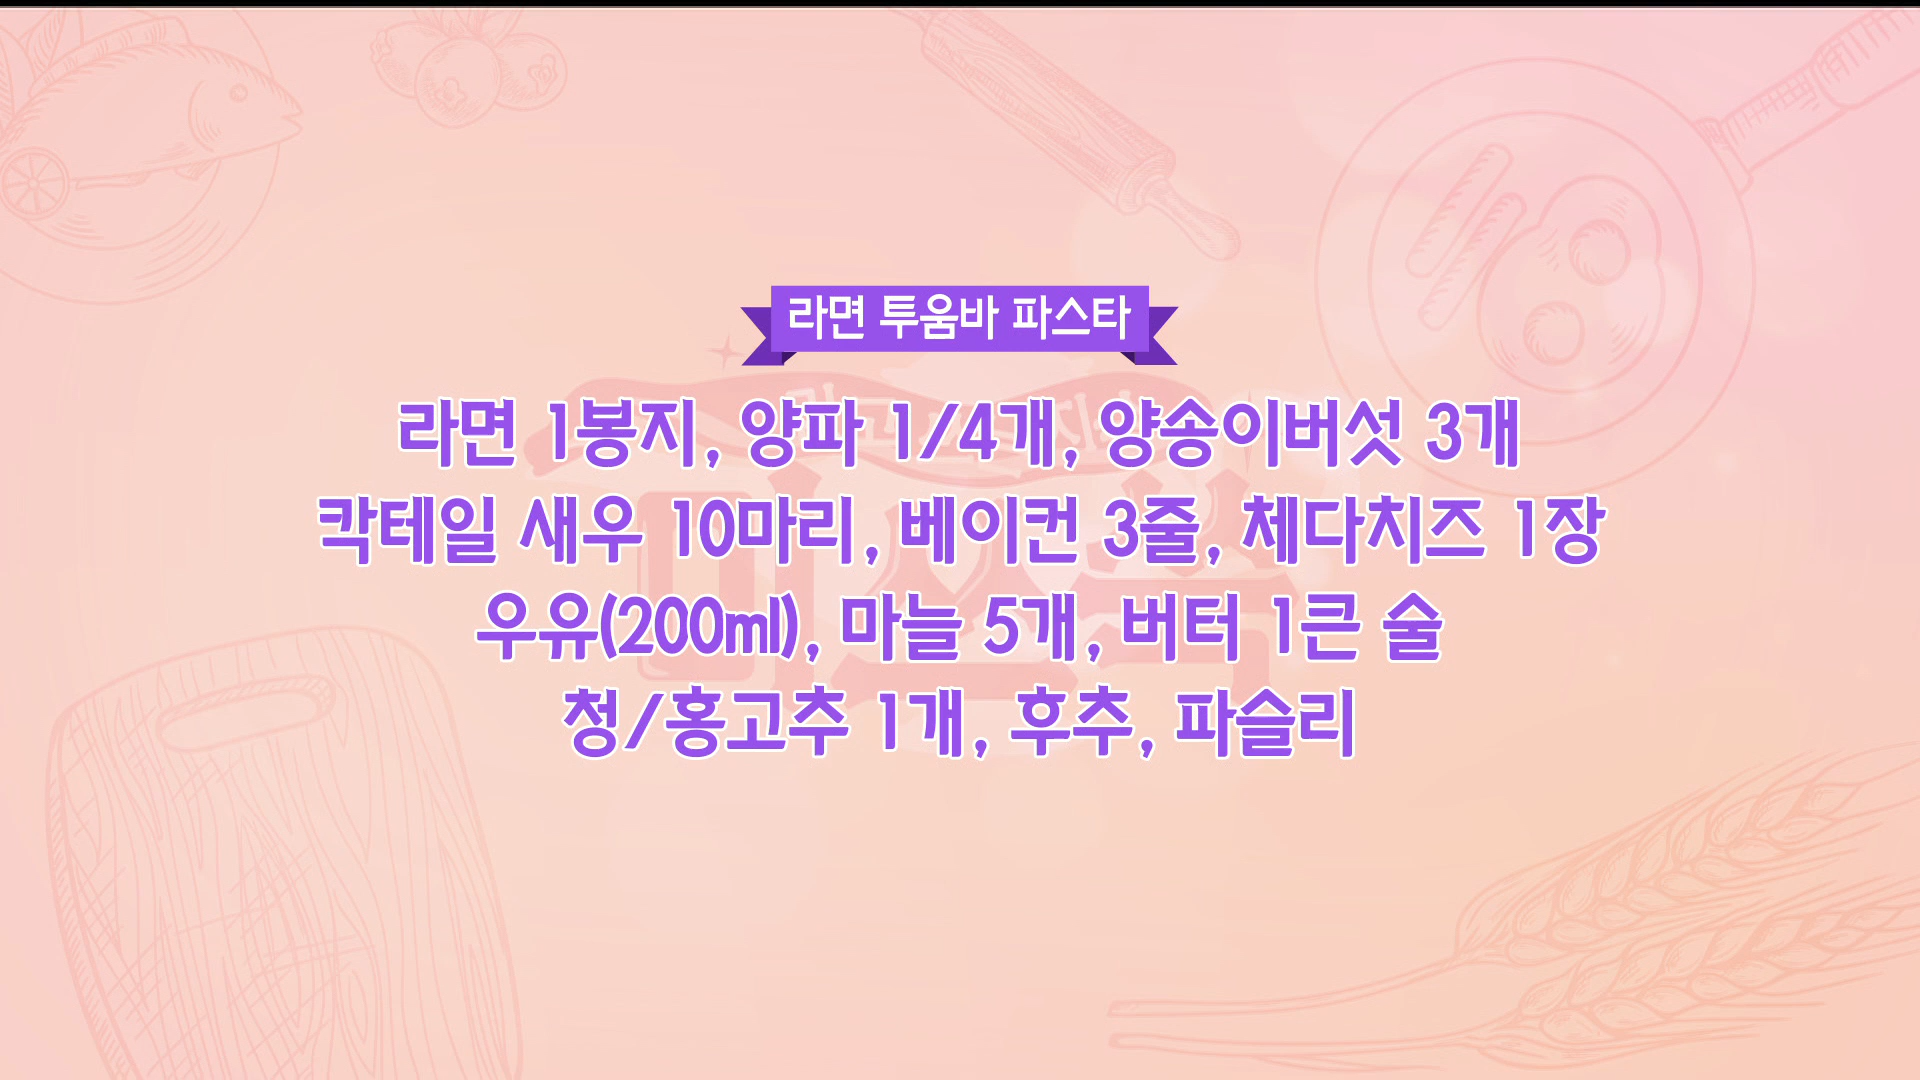 라면 투움바 파스타
라면 1봉지, 양파 1/4개, 양송이버섯 3개
칵테일 새우 10마리, 베이컨 3줄, 체다치즈 1장
우유(200ml), 마늘 5개, 버터 1큰 술
청/홍고추 1개, 후추, 파슬리